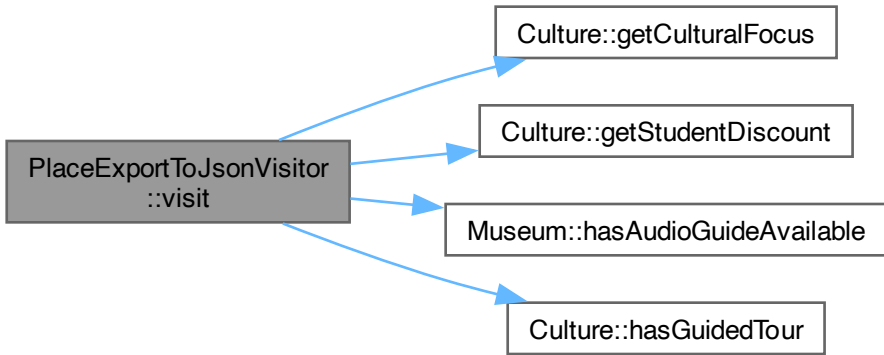 PlaceExportToJsonVisitor
::visit
Culture::getCulturalFocus
Culture::getStudentDiscount
Museum::hasAudioGuideAvailable
Culture::hasGuidedTour